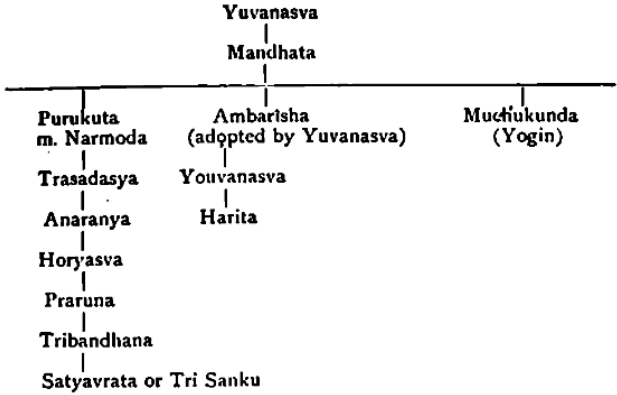 Yuvanasva
Mandhata
Purukuta Ambarisha Muchukunda
m. Narmoda (adopted by Yuvanasva) (Yogin)
Trasadasya Youvanasva
Anaranya Harita
Horyasva
Praruna
Tribandhana
Satyavrata or Tri Sanku